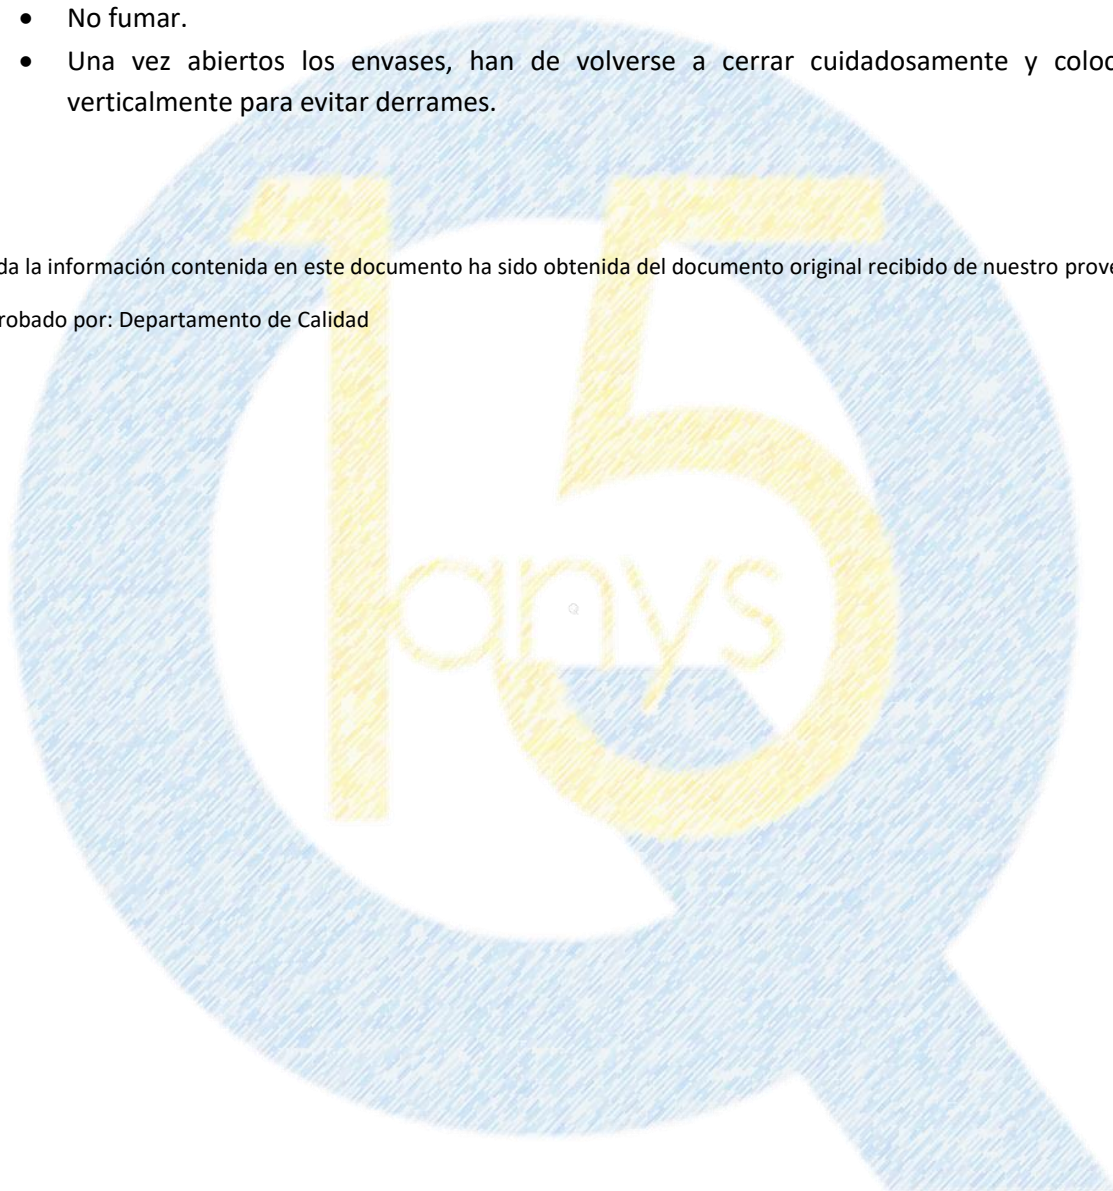 • No fumar.
• Una vez abiertos los envases, han de volverse a cerrar cuidadosamente y coloc
verticalmente para evitar derrames.
da la información contenida en este documento ha sido obtenida del documento original recibido de nuestro prove
robado por: Departamento de Calidad
15
anys